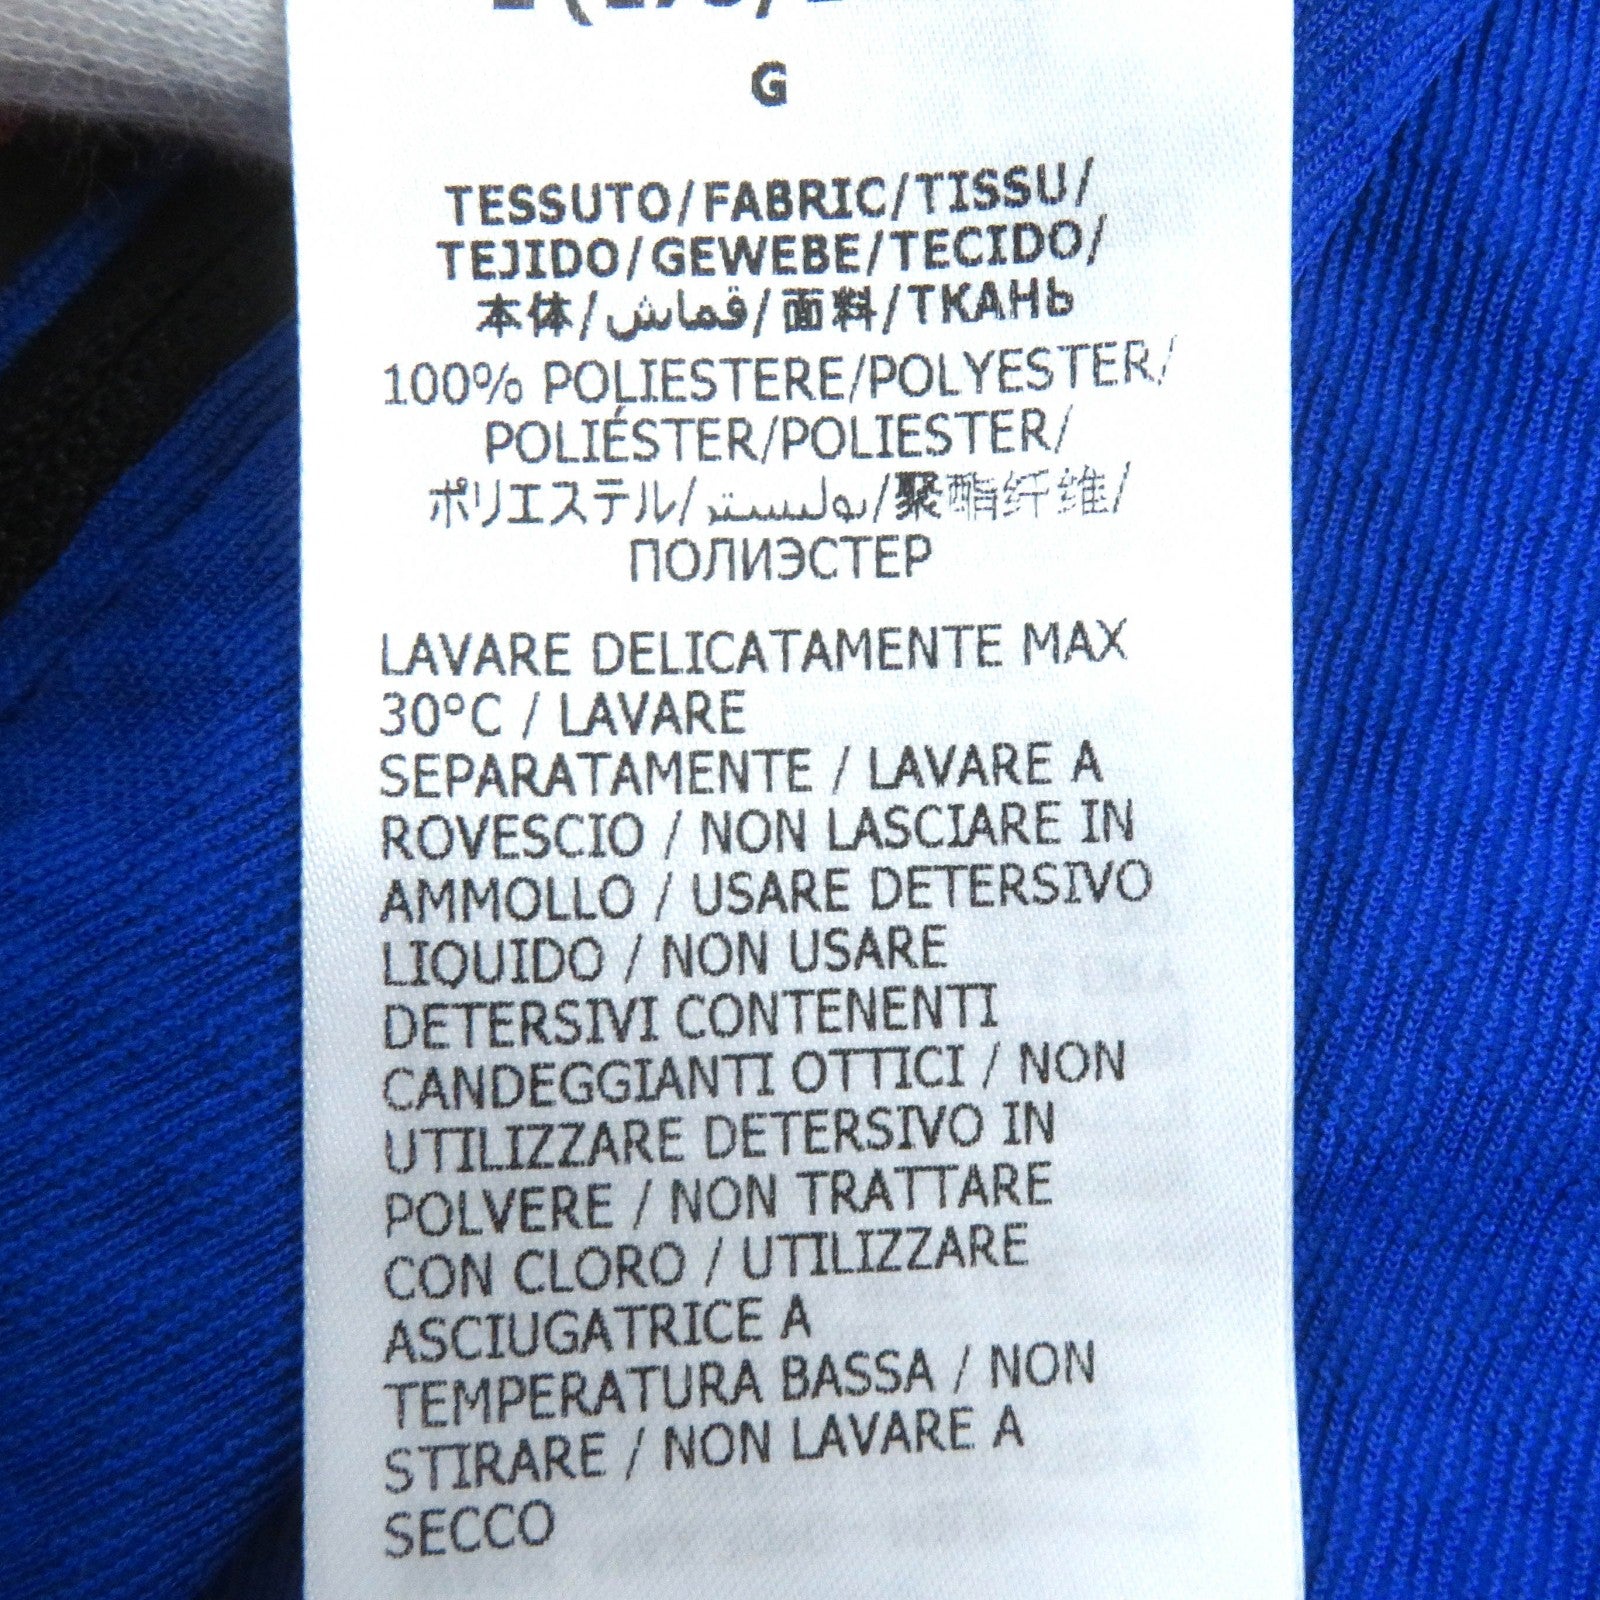 G
TESSUTO/FABRIC/TISSU/
TEJIDO/GEWEBE/TECIDO/
本体/قماش/面料/ТКАНЬ
100% POLIESTERE/POLYESTER/
POLIÉSTER/POLIESTER/
ポリエステル/بوليستر/聚酯纤维/
ПОЛИЭСТЕР
LAVARE DELICATAMENTE MAX
30°C / LAVARE
SEPARATAMENTE / LAVARE A
ROVESCIO / NON LASCIARE IN
AMMOLLO / USARE DETERSIVO
LIQUIDO / NON USARE
DETERSIVI CONTENENTI
CANDEGGIANTI OTTICI / NON
UTILIZZARE DETERSIVO IN
POLVERE / NON TRATTARE
CON CLORO / UTILIZZARE
ASCIUGATRICE A
TEMPERATURA BASSA / NON
STIRARE / NON LAVARE A
SECCO